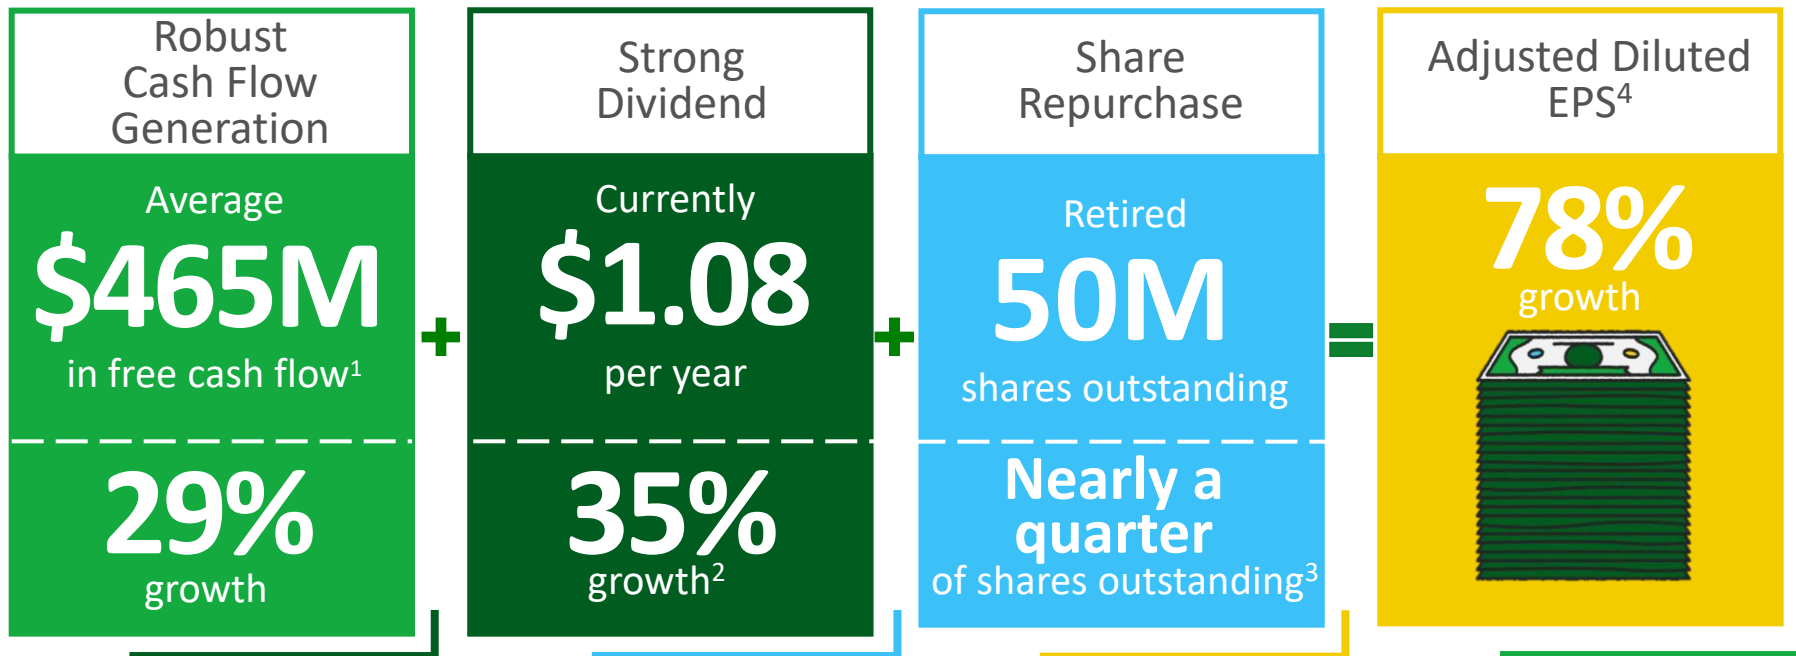 Robust
Cash Flow
Generation
Average
$465M
in free cash flow¹
29%
growth
+
Strong
Dividend
Currently
$1.08
per year
35%
growth²
+
Share
Repurchase
Retired
50M
shares outstanding
Nearly a
quarter
of shares outstanding³
=
Adjusted Diluted
EPS⁴
78%
growth